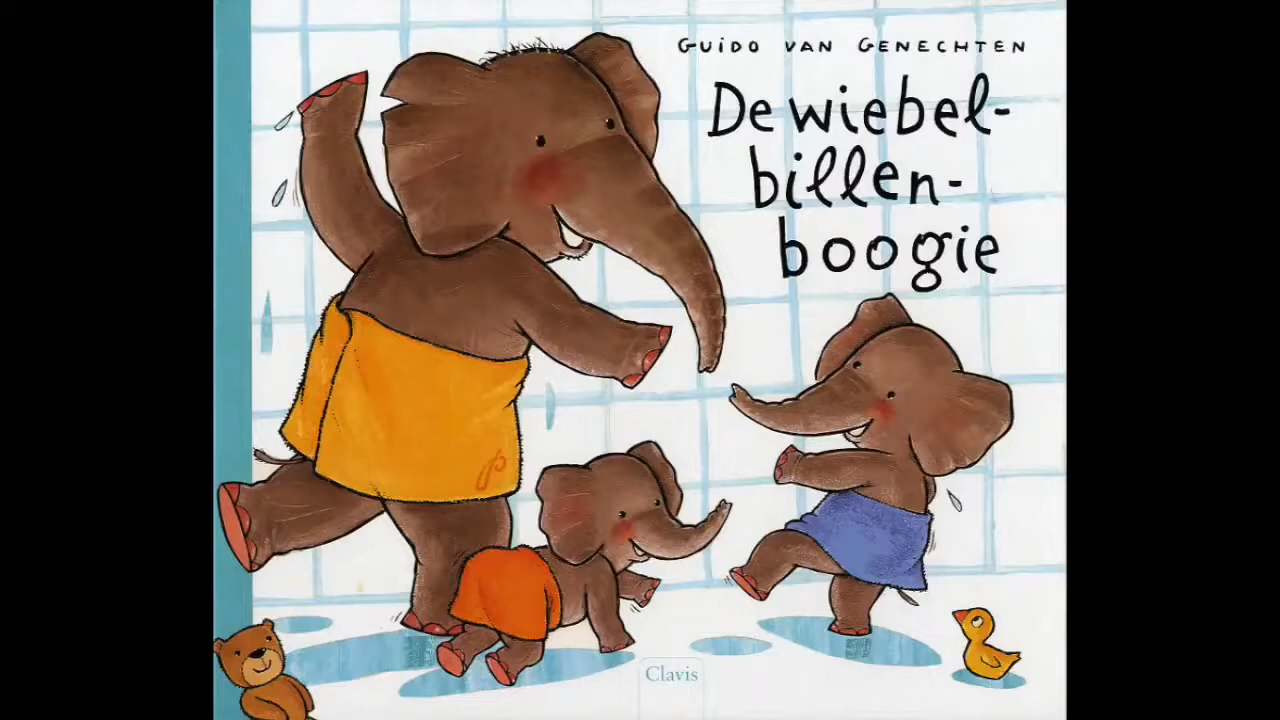 GUIDO VAN GENECHTEN
De wiebel-
billen-
boogie
Clavis